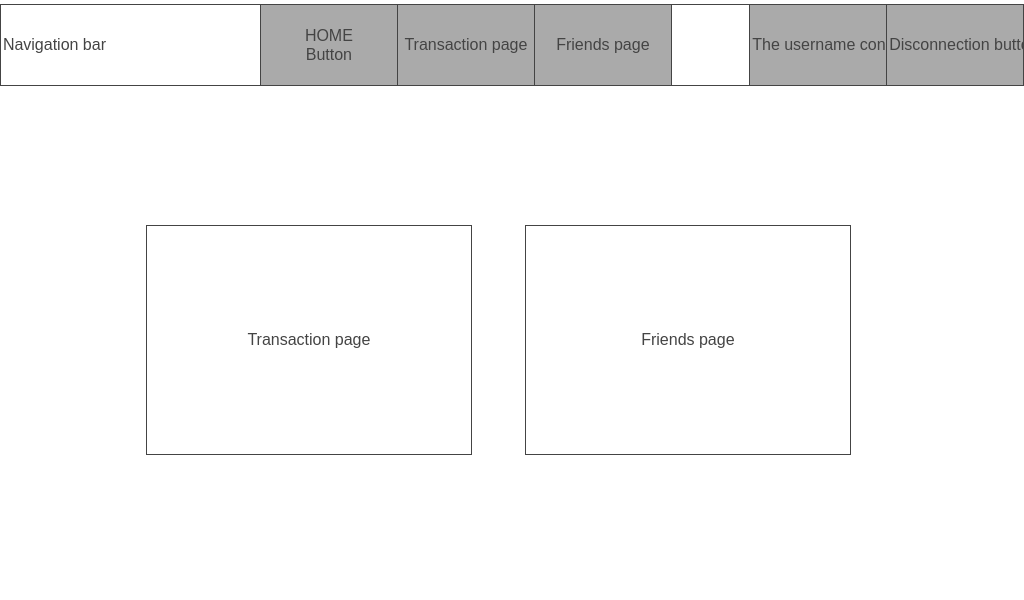 Navigation bar
HOME
Button
Transaction page
Friends page
The username con
Disconnection butt
Transaction page
Friends page